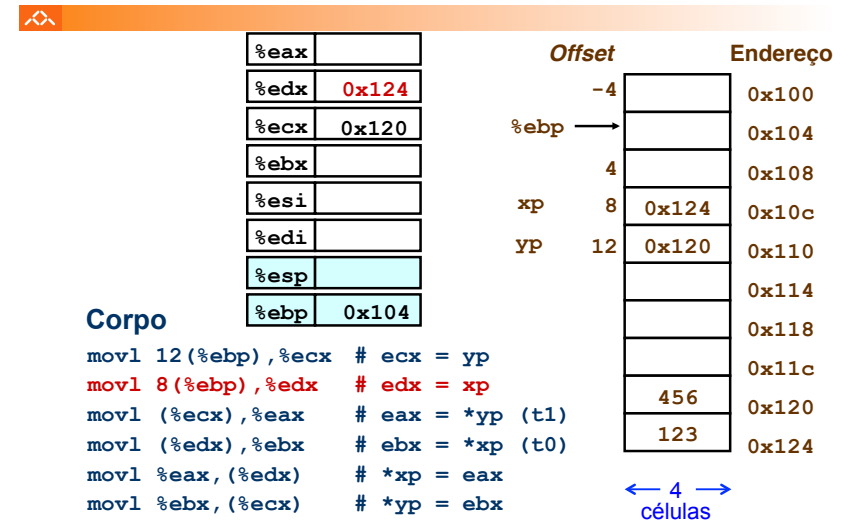 %eax
%edx 0x124
%ecx 0x120
%ebx
%esi
%edi
%esp
%ebp 0x104
Offset Endereço
-4 0x100
%ebp 0x104
4 0x108
xp 8 0x124 0x10c
yp 12 0x120 0x110
0x114
0x118
0x11c
456 0x120
123 0x124
4
células
Corpo
movl 12(%ebp),%ecx # ecx = yp
movl 8(%ebp),%edx # edx = xp
movl (%ecx),%eax # eax = *yp (t1)
movl (%edx),%ebx # ebx = *xp (t0)
movl %eax,(%edx) # *xp = eax
movl %ebx,(%ecx) # *yp = ebx